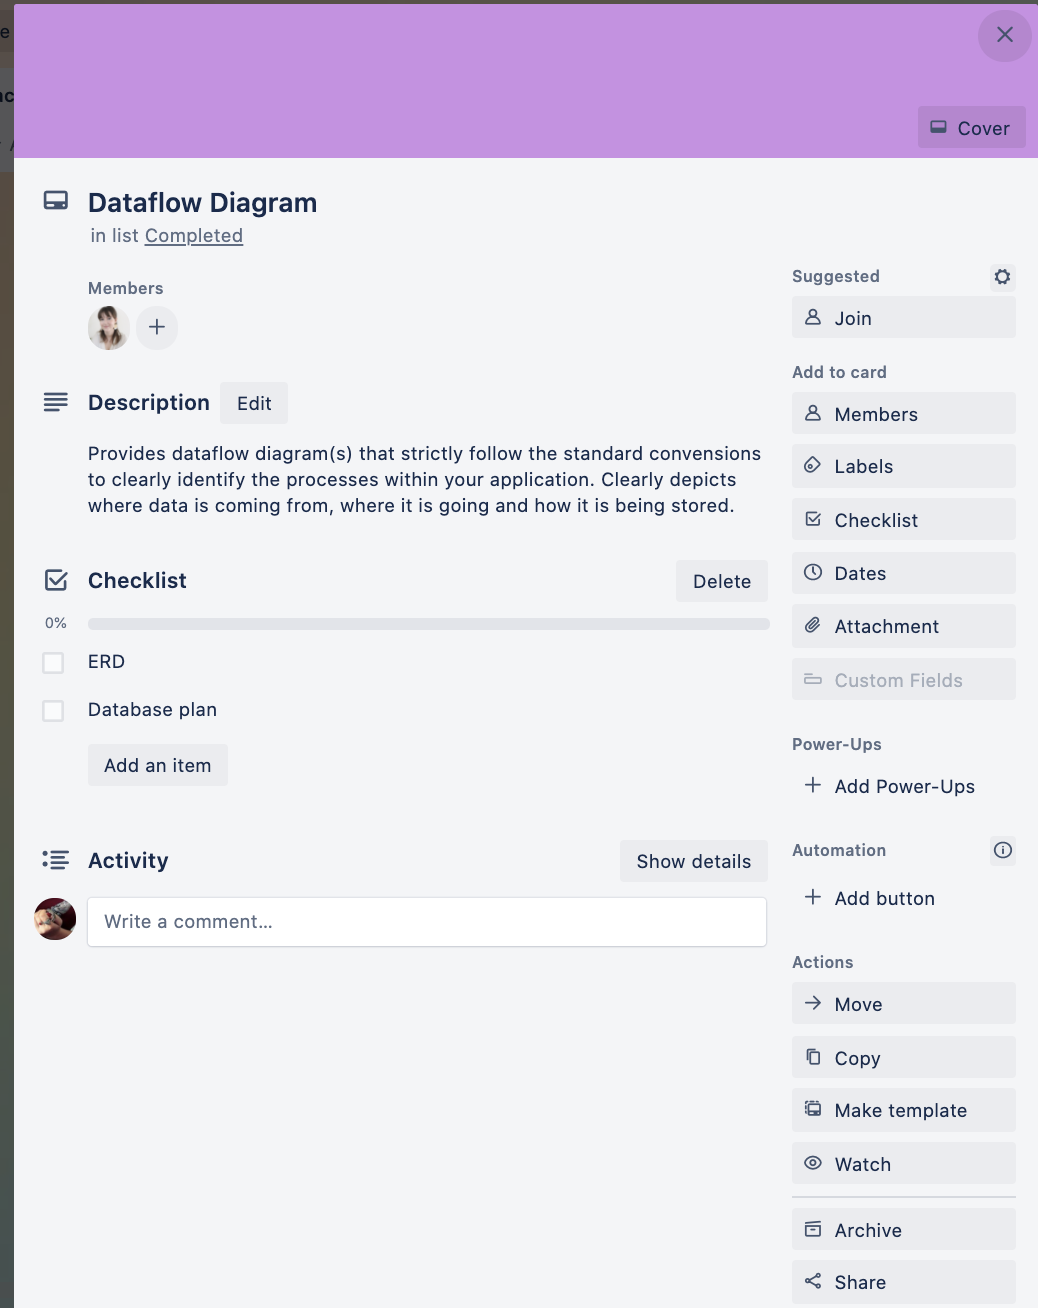 Cover
Dataflow Diagram
in list Completed
Members
Description
Edit
Provides dataflow diagram(s) that strictly follow the standard convensions
to clearly identify the processes within your application. Clearly depicts
where data is coming from, where it is going and how it is being stored.
Checklist
Delete
0%
ERD
Database plan
Add an item
Activity
Show details
Write a comment…
Suggested
Join
Add to card
Members
Labels
Checklist
Dates
Attachment
Custom Fields
Power-Ups
Add Power-Ups
Automation
Add button
Actions
Move
Copy
Make template
Watch
Archive
Share